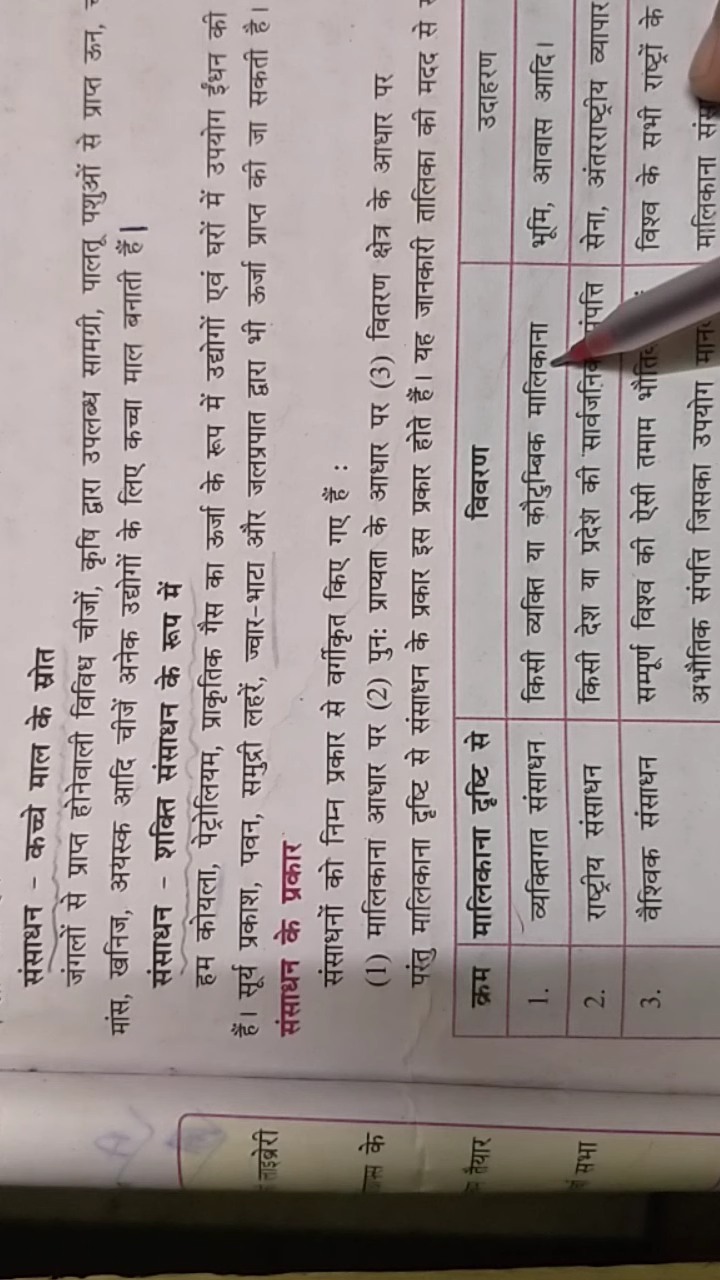 संसाधन - कच्चे माल के स्रोत
जंगलों से प्राप्त होनेवाली विविध चीजों, कृषि द्वारा उपलब्ध सामग्री, पालतू पशुओं से प्राप्त ऊन,
मांस, खनिज, अयस्क आदि चीजें अनेक उद्योगों के लिए कच्चा माल बनाती हैं।
संसाधन - शक्ति संसाधन के रूप में
हम कोयला, पेट्रोलियम, प्राकृतिक गैस का ऊर्जा के रूप में उद्योगों एवं घरों में उपयोग ईंधन की
हैं। सूर्य प्रकाश, पवन, समुद्री लहरें, ज्वार-भाटा और जलप्रपात द्वारा भी ऊर्जा प्राप्त की जा सकती है।
संसाधन के प्रकार
संसाधनों को निम्न प्रकार से वर्गीकृत किए गए हैं :
(1) मालिकाना आधार पर (2) पुनः प्राप्यता के आधार पर (3) वितरण क्षेत्र के आधार पर
परंतु मालिकाना दृष्टि से संसाधन के प्रकार इस प्रकार होते हैं। यह जानकारी तालिका की मदद से
क्रम मालिकाना दृष्टि से विवरण उदाहरण
1. व्यक्तिगत संसाधन किसी व्यक्ति या कौटुम्बिक मालिकाना भूमि, आवास आदि।
2. राष्ट्रीय संसाधन किसी देश या प्रदेश की सार्वजनिक संपत्ति सेना, अंतरराष्ट्रीय व्यापार
3. वैश्विक संसाधन सम्पूर्ण विश्व की ऐसी तमाम विश्व के सभी राष्ट्रों के
अभौतिक संपत्ति जिसका उपयोग मालिकाना
लाइब्रेरी
के
तैयार
सभा